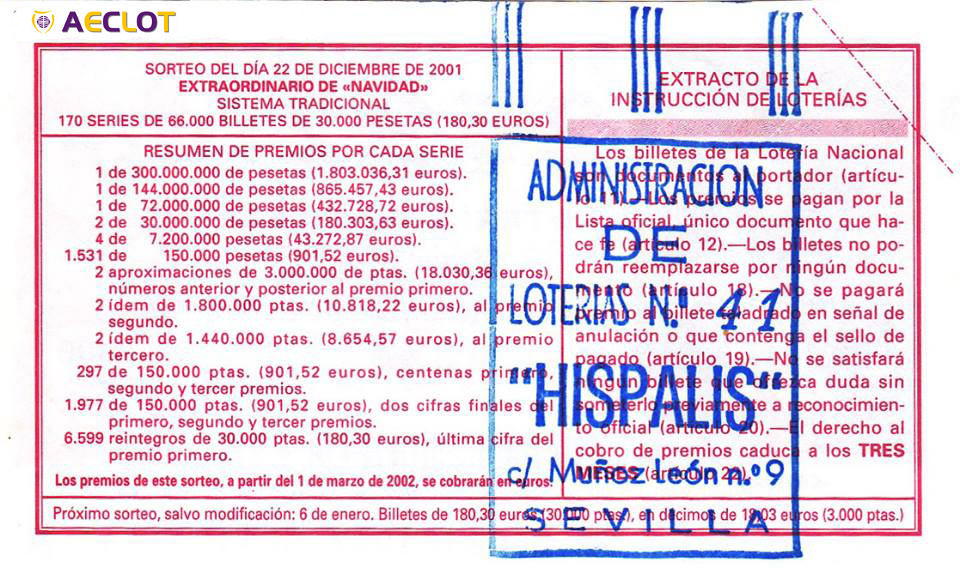 AECLOT
SORTEO DEL DÍA 22 DE DICIEMBRE DE 2001
EXTRAORDINARIO DE «NAVIDAD»
SISTEMA TRADICIONAL
170 SERIES DE 66.000 BILLETES DE 30.000 PESETAS (180,30 EUROS)
RESUMEN DE PREMIOS POR CADA SERIE
1 de 300.000.000 de pesetas (1.803.036,31 euros).
1 de 144.000.000 de pesetas (865.457,43 euros).
1 de 72.000.000 de pesetas (432.728,72 euros).
2 de 30.000.000 de pesetas (180.303,63 euros).
4 de 7.200.000 pesetas (43.272,87 euros).
1.531 de 150.000 pesetas (901,52 euros).
2 aproximaciones de 3.000.000 de ptas. (18.030,36 euros),
números anterior y posterior al premio primero.
2 ídem de 1.800.000 ptas. (10.818,22 euros), al premio
segundo.
2 ídem de 1.440.000 ptas. (8.654,57 euros), al premio
tercero.
297 de 150.000 ptas. (901,52 euros), centenas primero,
segundo y tercer premios.
1.977 de 150.000 ptas. (901,52 euros), dos cifras finales del
primero, segundo y tercer premios.
6.599 reintegros de 30.000 ptas. (180,30 euros), última cifra del
premio primero.
Los premios de este sorteo, a partir del 1 de marzo de 2002, se cobrarán en euros.
EXTRACTO DE LA
INSTRUCCIÓN DE LOTERÍAS
Los billetes de la Lotería Nacional
son documentos al portador (artícu-
lo 11).—Los premios se pagan por la
Lista oficial, único documento que ha-
ce fe (artículo 12).—Los billetes no po-
drán reemplazarse por ningún docu-
mento (artículo 18).—No se pagará
premio al billete taladrado en señal de
anulación o que contenga el sello de
pagado (artículo 19).—No se satisfará
ningún billete que ofrezca duda sin
someterlo previamente a reconocimien-
to oficial (artículo 20).—El derecho al
cobro de premios caduca a los TRES
MESES (artículo 22).
ADMINSTRACION
DE
LOTERIAS N.º 41
"HISPALIS"
c/. Muñoz León n.º 9
SEVILLA
Próximo sorteo, salvo modificación: 6 de enero. Billetes de 180,30 euros (30.000 ptas.), en décimos de 18,03 euros (3.000 ptas.)